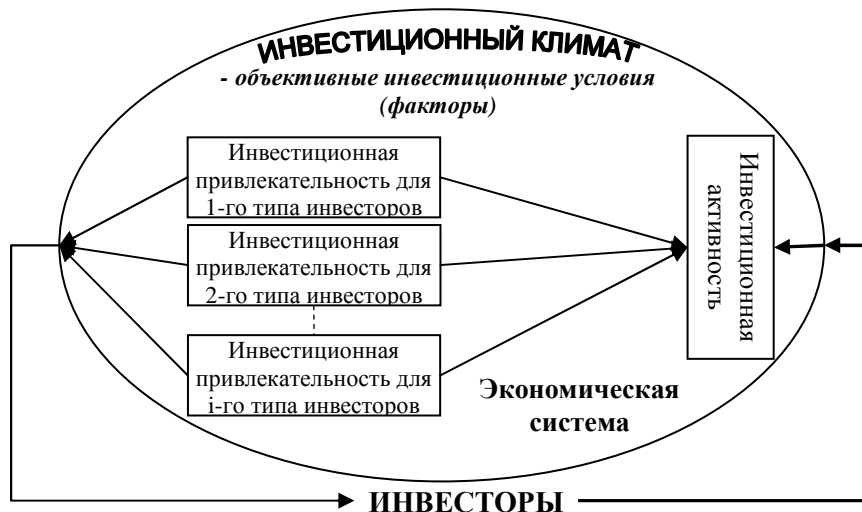 ИНВЕСТИЦИОННЫЙ КЛИМАТ
- объективные инвестиционные условия
(факторы)
Инвестиционная
привлекательность для
1-го типа инвесторов
Инвестиционная
привлекательность для
2-го типа инвесторов
Инвестиционная
привлекательность для
i-го типа инвесторов
Инвестиционная
активность
Экономическая
система
ИНВЕСТОРЫ